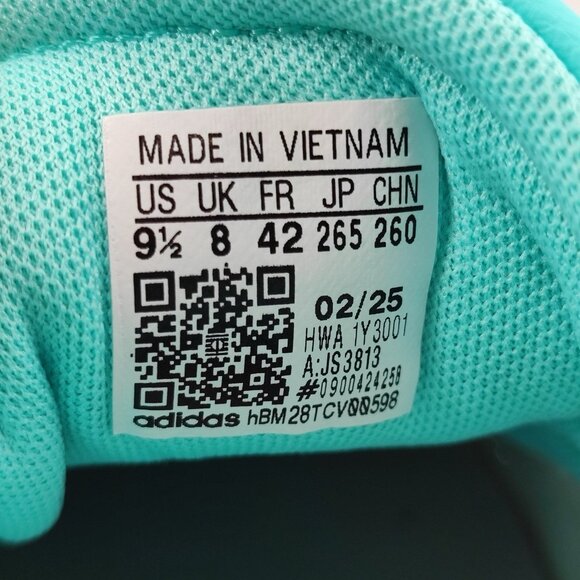 MADE IN VIETNAM
US UK FR JP CHN
9½ 8 42 265 260
02/25
HWA 1Y3001
A:JS3813
#0900424258
adidas hBM28TCV00598